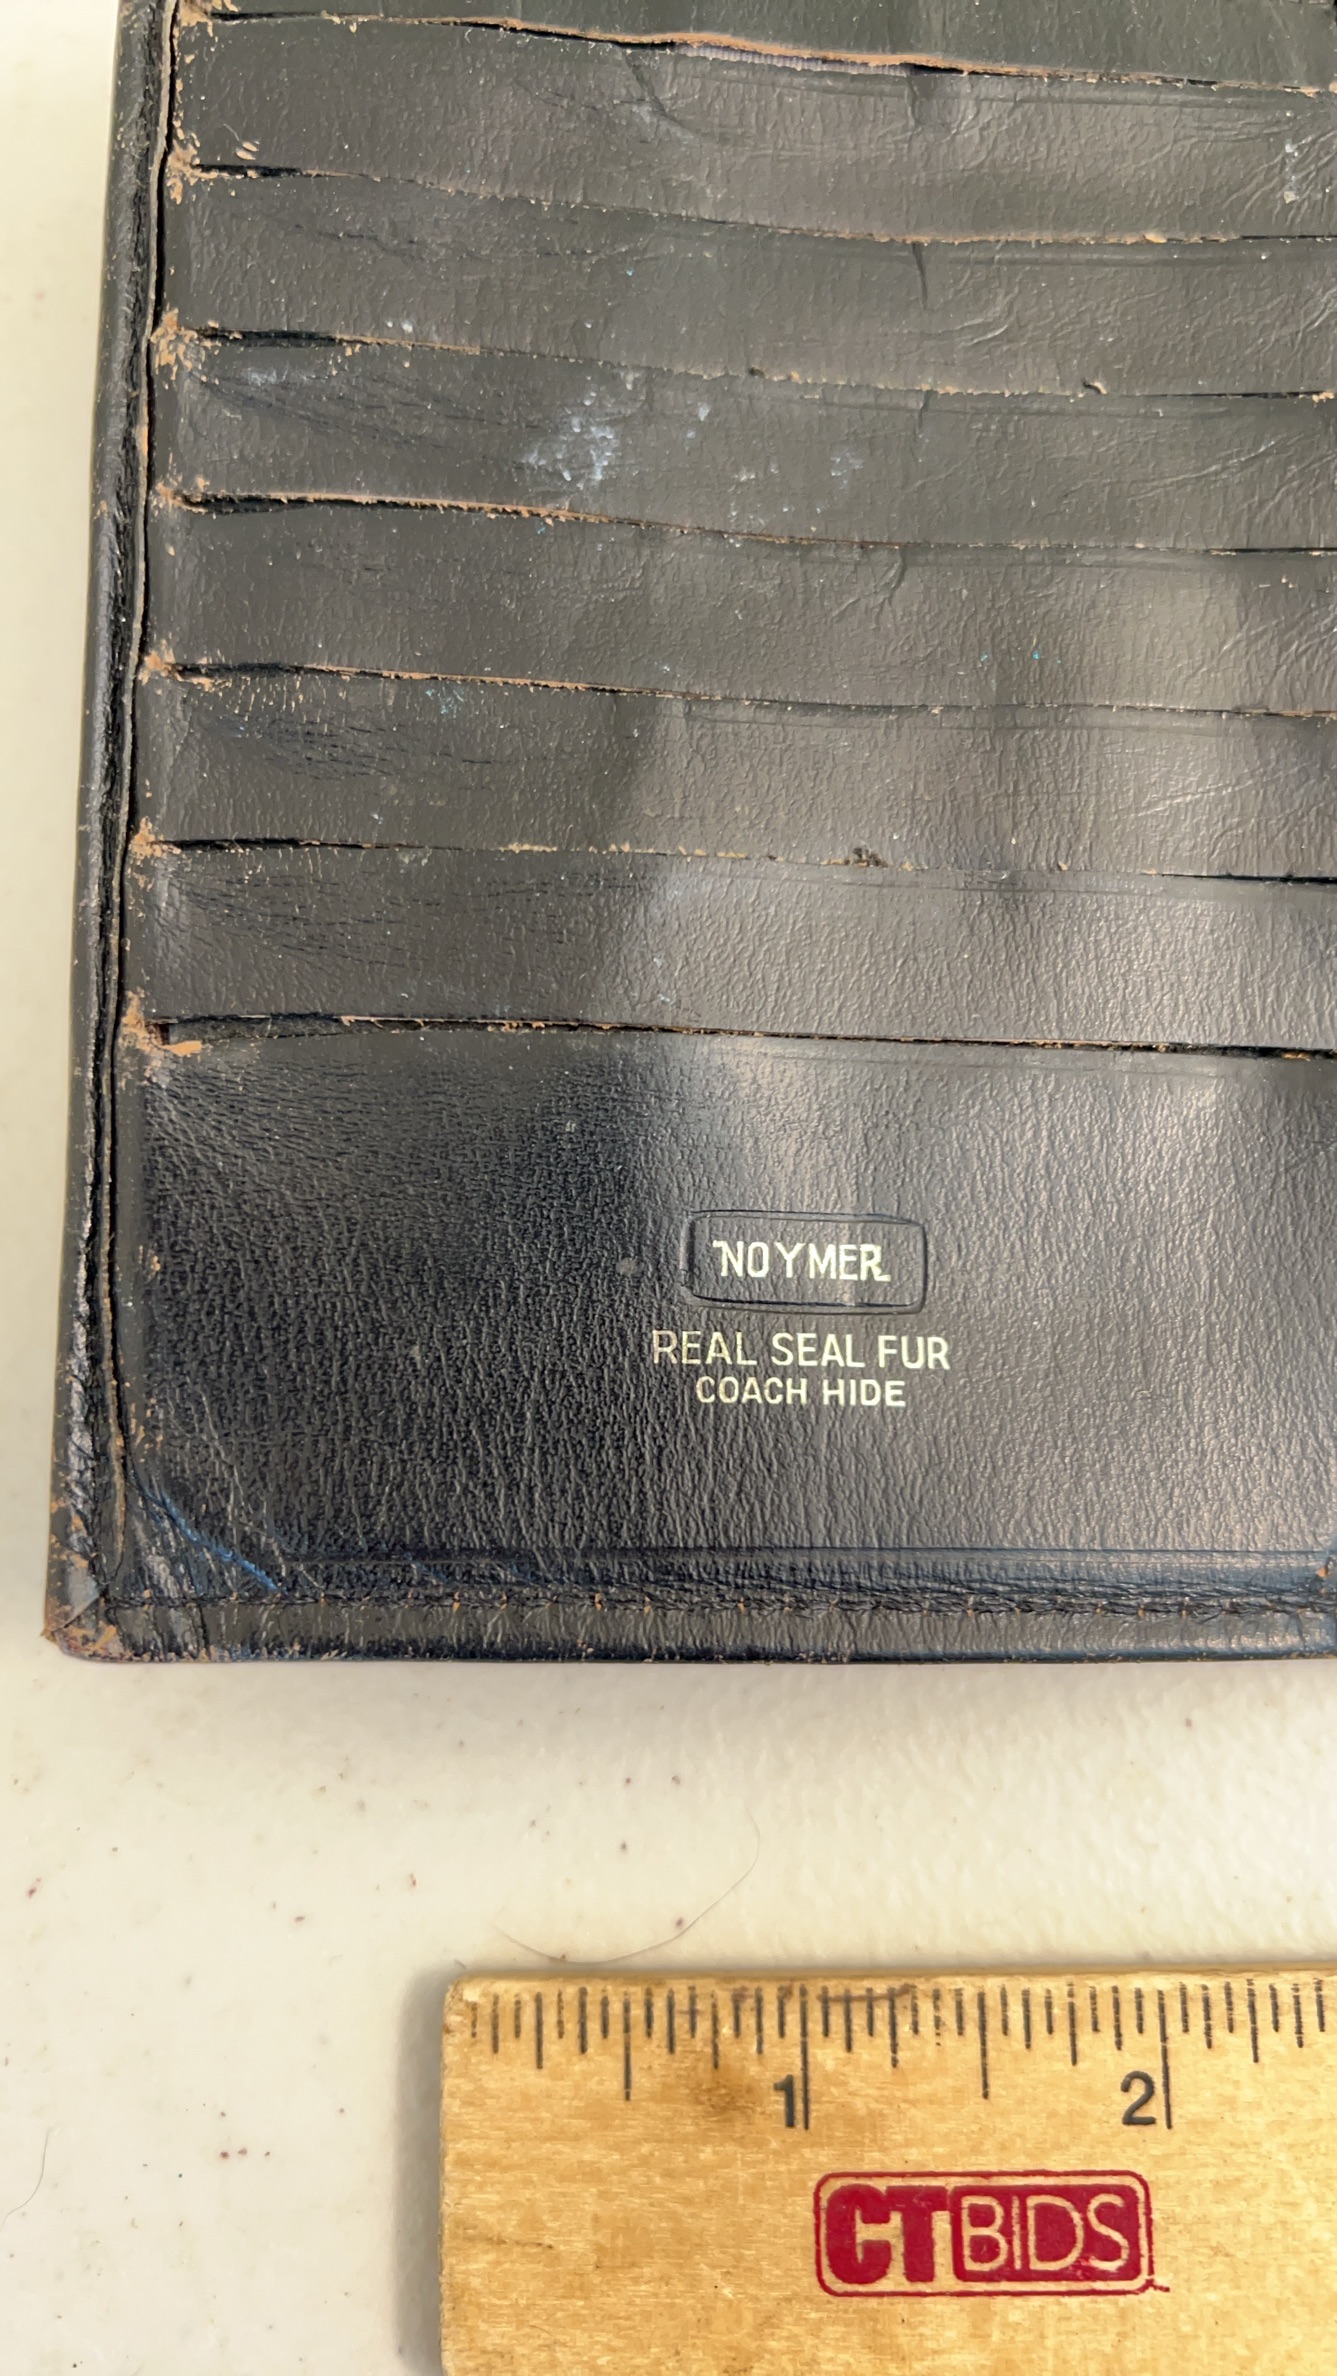 NOYMER
REAL SEAL FUR
COACH HIDE
1 2
CTBIDS